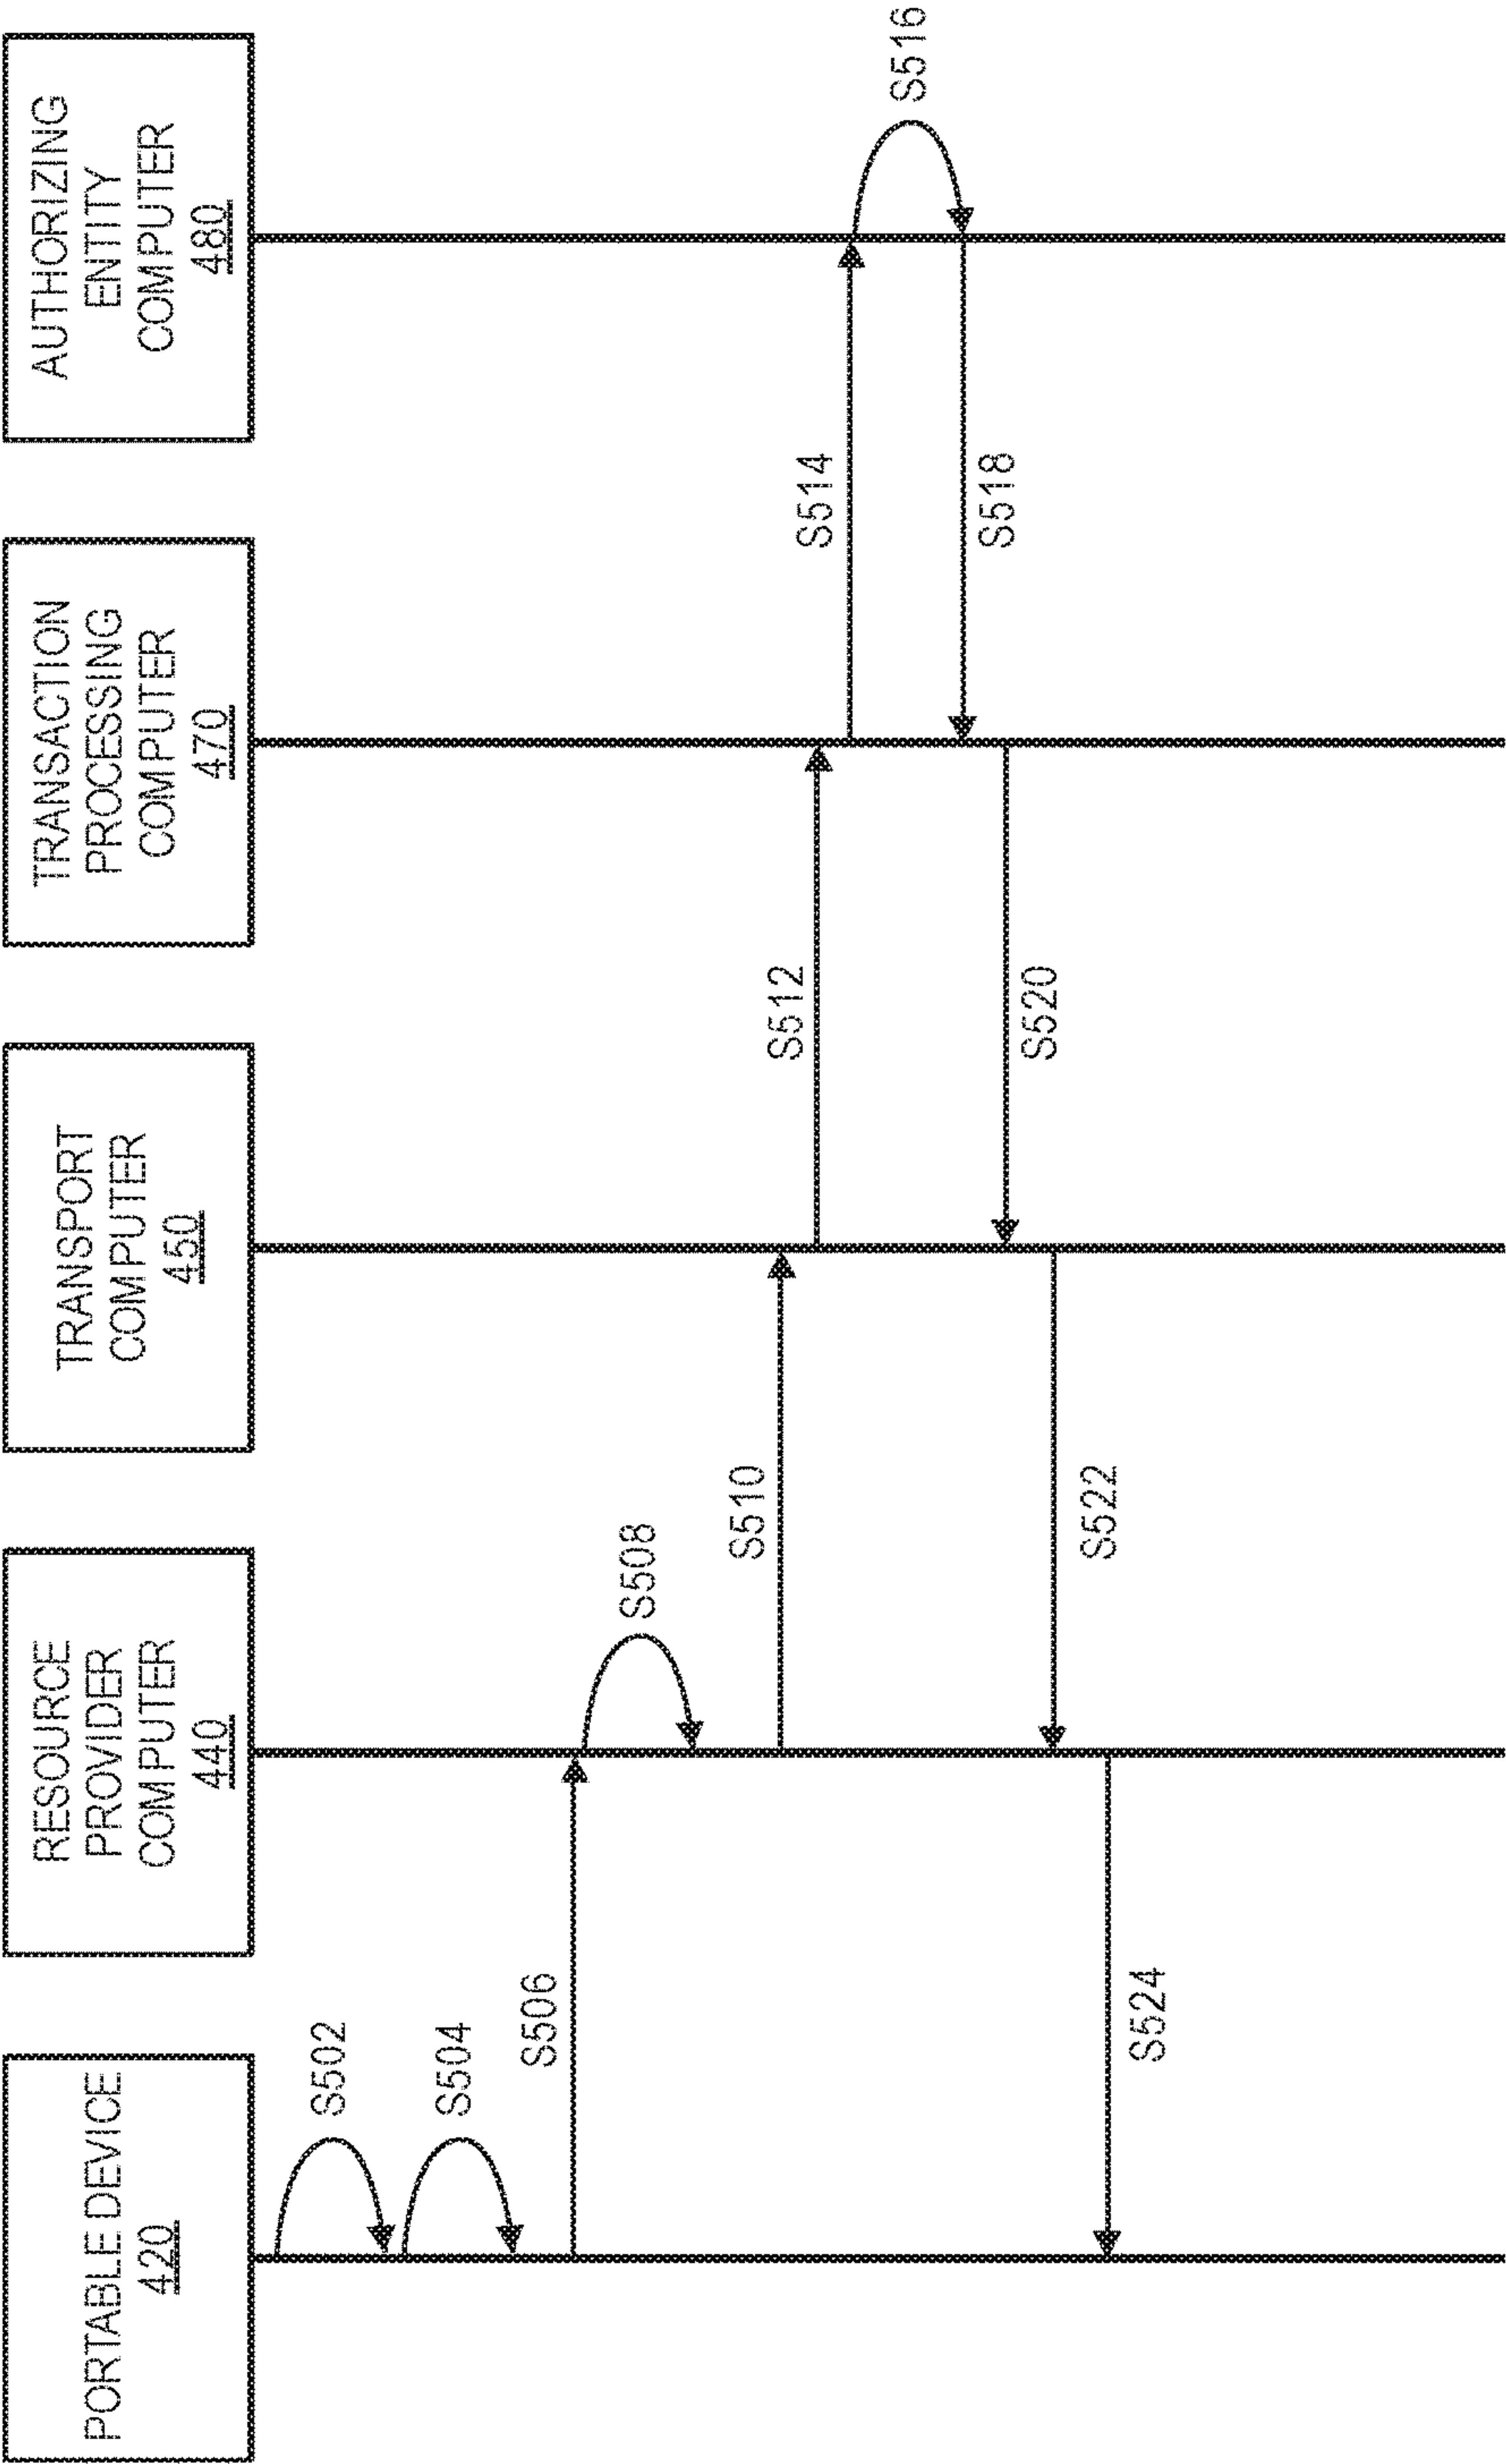 PORTABLE DEVICE
420
RESOURCE
PROVIDER
COMPUTER
440
TRANSPORT
COMPUTER
450
TRANSACTION
PROCESSING
COMPUTER
470
AUTHORIZING
ENTITY
COMPUTER
480
S502
S504
S506
S508
S510
S512
S514
S516
S518
S520
S522
S524